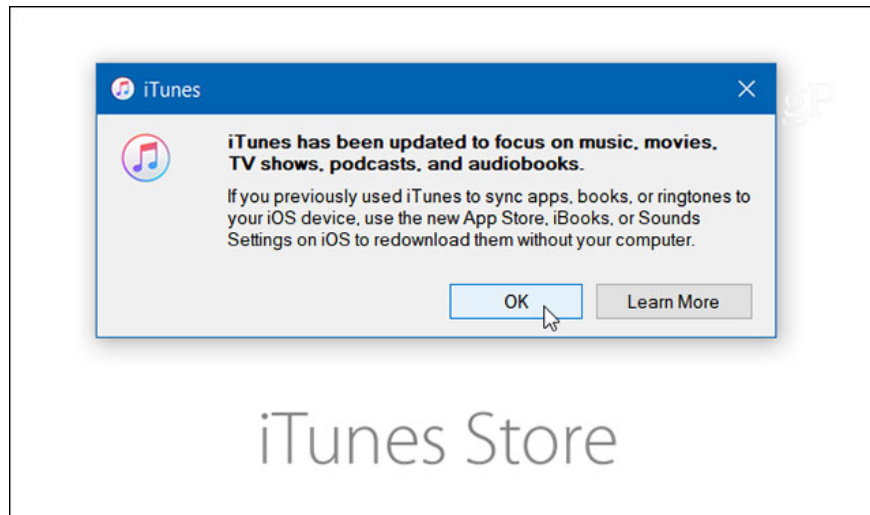 iTunes
gP
iTunes has been updated to focus on music, movies,
TV shows, podcasts, and audiobooks.
If you previously used iTunes to sync apps, books, or ringtones to
your iOS device, use the new App Store, iBooks, or Sounds
Settings on iOS to redownload them without your computer.
OK Learn More
iTunes Store